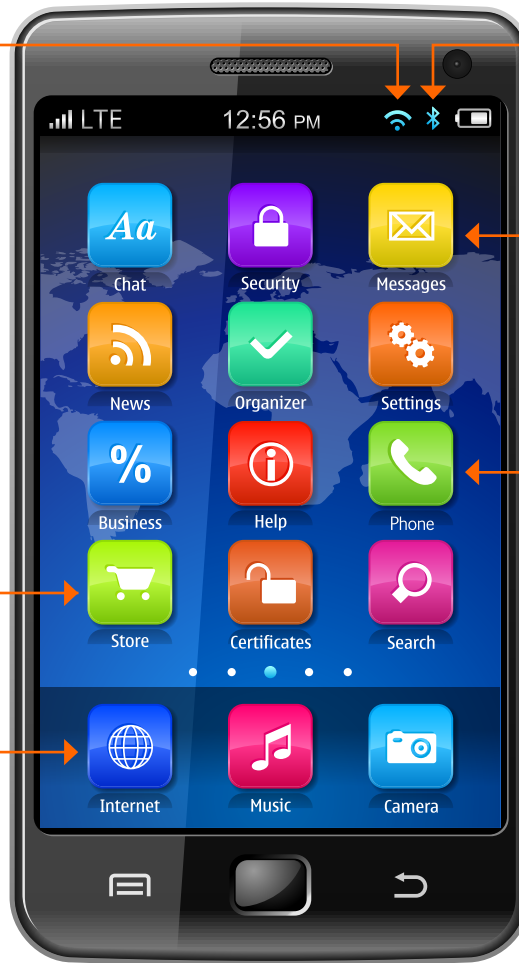 LTE 12:56 PM
Aa
Chat Security Messages
News Organizer Settings
%
Business Help Phone
Store Certificates Search
Internet Music Camera